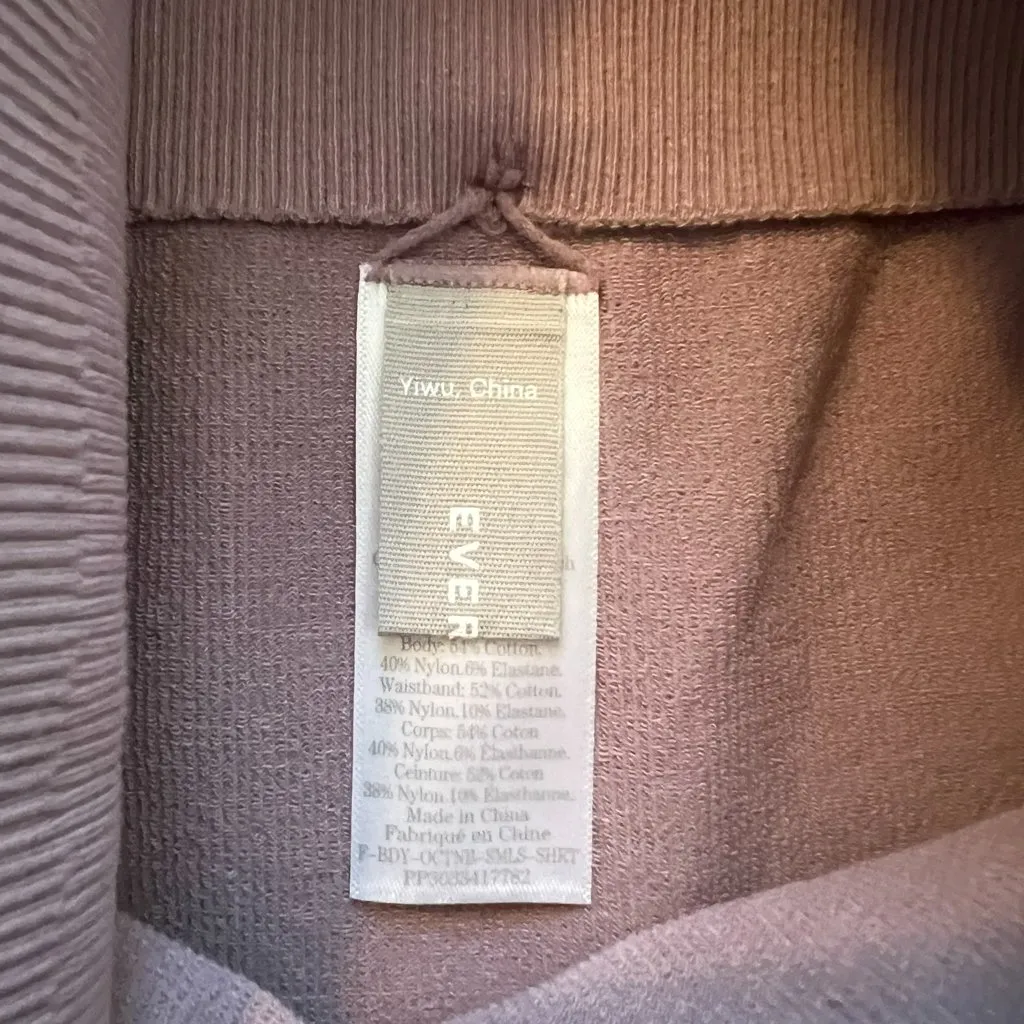 Yiwu, China
EVER
Body: 54% Cotton.
40% Nylon.6% Elastane.
Waistband: 52% Cotton.
38% Nylon.10% Elastane.
Corps: 54% Coton
40% Nylon.6% Élasthanne.
Ceinture: 52% Coton
38% Nylon.10% Élasthanne.
Made in China
Fabriqué en Chine
F-BDY-OCTNB-SMLS-SHRT
PP3033417782